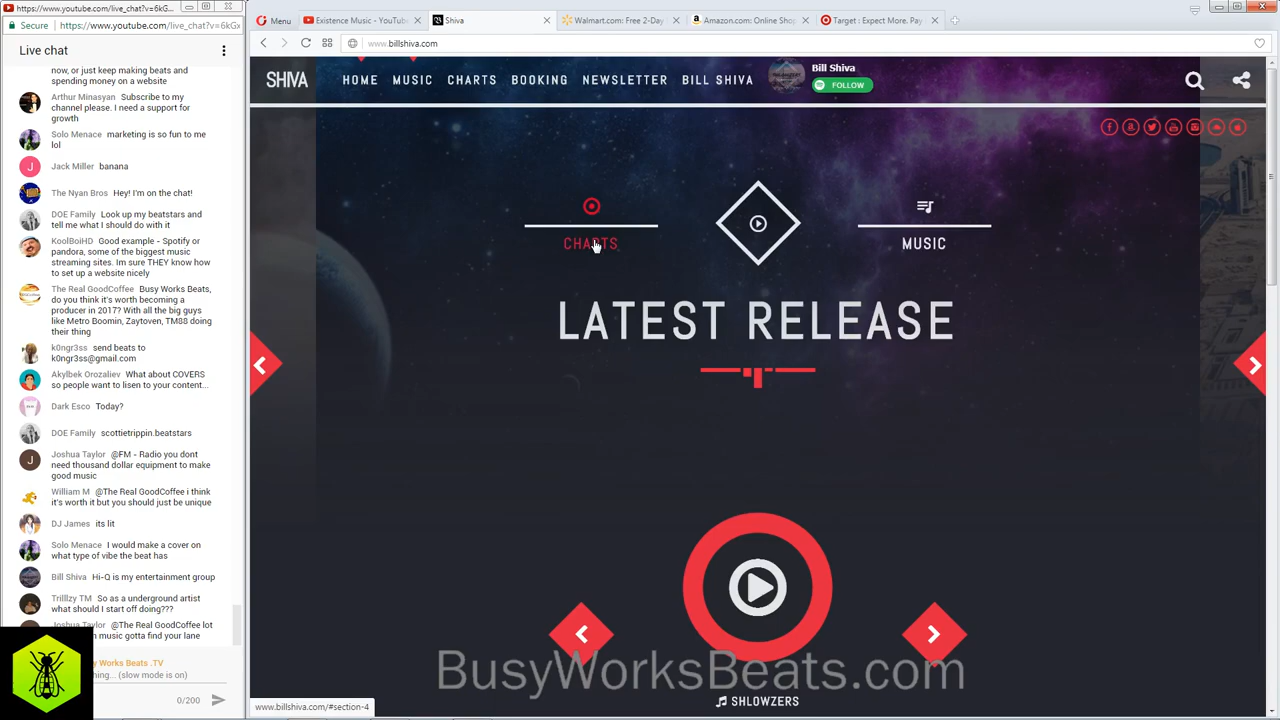 https://www.youtube.com/live_chat?v=6kG...
Secure
https://www.youtube.com/live_chat?v=6kGx
Live chat
now, or just keep making beats and
spending money on a website
Arthur Minasyan Subscribe to my
channel please. I need a support for
growth
Solo Menace marketing is so fun to me
lol
J
Jack Miller banana
The Nyan Bros Hey! I'm on the chat!
DOE Family Look up my beatstars and
tell me what I should do with it
KoolBoiHD Good example - Spotify or
pandora, some of the biggest music
streaming sites. Im sure THEY know how
to set up a website nicely
The Real GoodCoffee Busy Works Beats,
do you think it's worth becoming a
producer in 2017? With all the big guys
like Metro Boomin, Zaytoven, TM88 doing
their thing
k0ngr3ss send beats to
k0ngr3ss@gmail.com
Akylbek Orozaliev What about COVERS
so people want to listen to your content...
Dark Esco Today?
DOE Family scottietrippin.beatstars
J
Joshua Taylor @FM - Radio you dont
need thousand dollar equipment to make
good music
William M @The Real GoodCoffee i think
it's worth it but you should just be unique
DJ James its lit
Solo Menace I would make a cover on
what type of vibe the beat has
Bill Shiva Hi-Q is my entertainment group
Trilllzy TM So as a underground artist
what should I start off doing???
Joshua Taylor @The Real GoodCoffee lot
music gotta find your lane
y Works Beats .TV
hing... (slow mode is on)
0/200
Menu
Existence Music - YouTube
Shiva
Walmart.com: Free 2-Day
Amazon.com: Online Shop
Target : Expect More. Pay
www.billshiva.com
SHIVA
HOME MUSIC CHARTS BOOKING NEWSLETTER BILL SHIVA
Bill Shiva
FOLLOW
CHARTS
MUSIC
LATEST RELEASE
BusyWorksBeats.com
SHLOWZERS
www.billshiva.com/#section-4